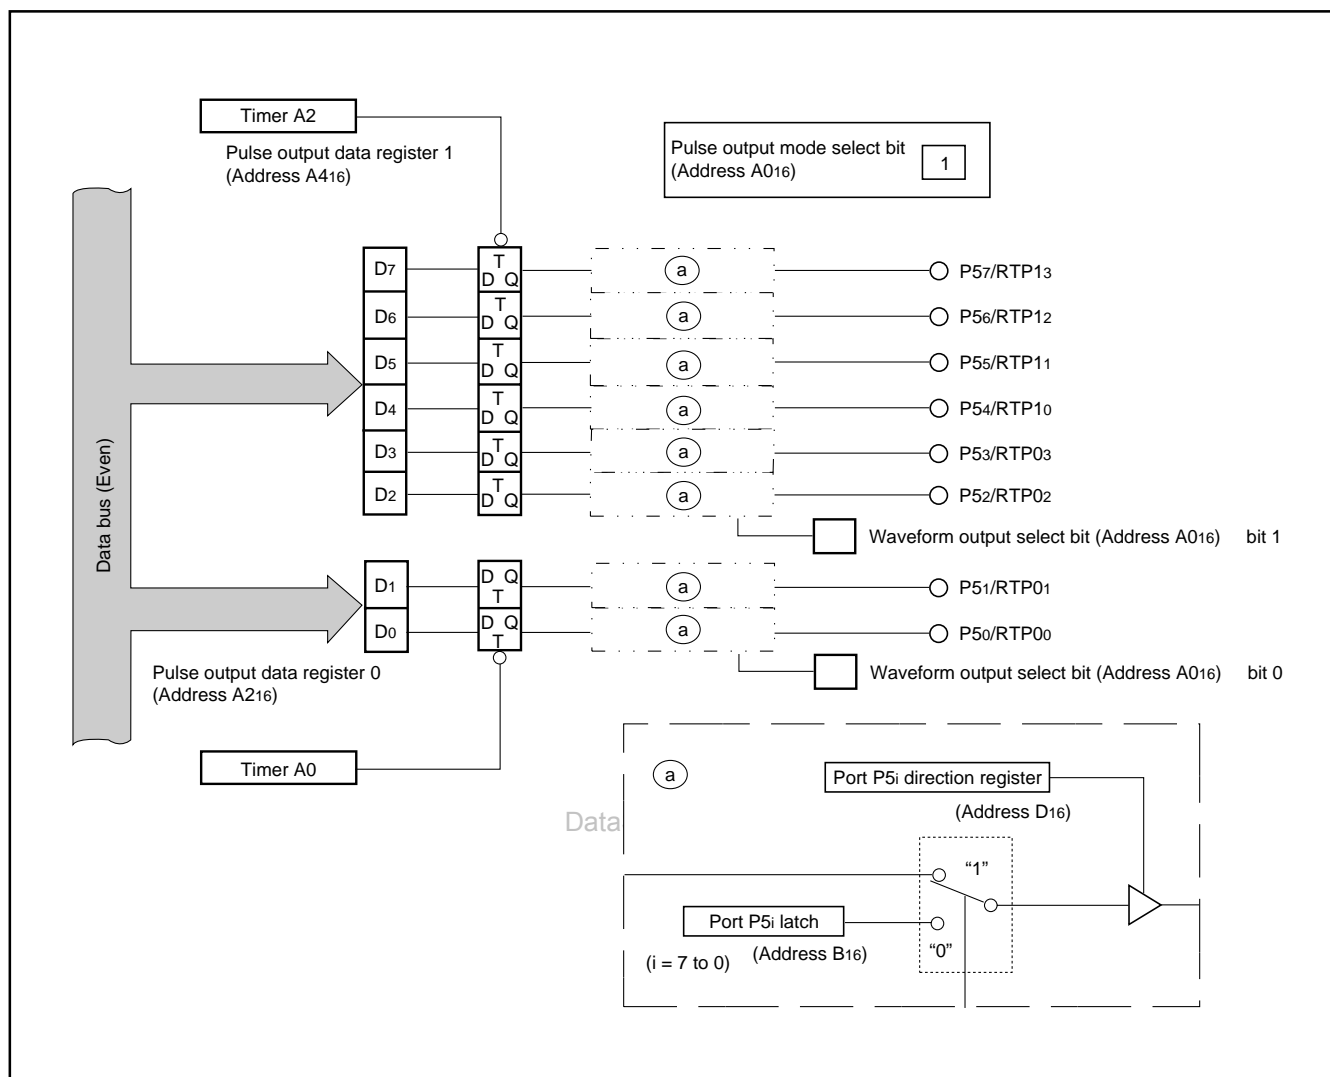 Timer A2
Pulse output data register 1
(Address A416)
Pulse output mode select bit
(Address A016)
1
Data bus (Even)
D7
T
D Q
a
P57/RTP13
D6
T
D Q
a
P56/RTP12
D5
T
D Q
a
P55/RTP11
D4
T
D Q
a
P54/RTP10
D3
T
D Q
a
P53/RTP03
D2
T
D Q
a
P52/RTP02
Waveform output select bit (Address A016) bit 1
D1
D Q
T
a
P51/RTP01
D0
D Q
T
a
P50/RTP00
Waveform output select bit (Address A016) bit 0
Pulse output data register 0
(Address A216)
Timer A0
a
Port P5i direction register
(Address D16)
Data
“1”
Port P5i latch
(Address B16)
“0”
(i = 7 to 0)